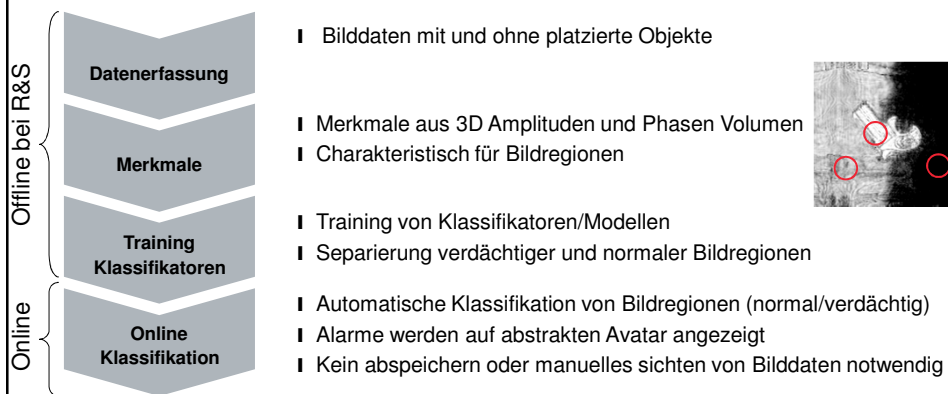 Offline bei R&S
Datenerfassung
Bilddaten mit und ohne platzierte Objekte
Merkmale
Merkmale aus 3D Amplituden und Phasen Volumen
Charakteristisch für Bildregionen
Training
Klassifikatoren
Training von Klassifikatoren/Modellen
Separierung verdächtiger und normaler Bildregionen
Online
Online
Klassifikation
Automatische Klassifikation von Bildregionen (normal/verdächtig)
Alarme werden auf abstrakten Avatar angezeigt
Kein abspeichern oder manuelles sichten von Bilddaten notwendig